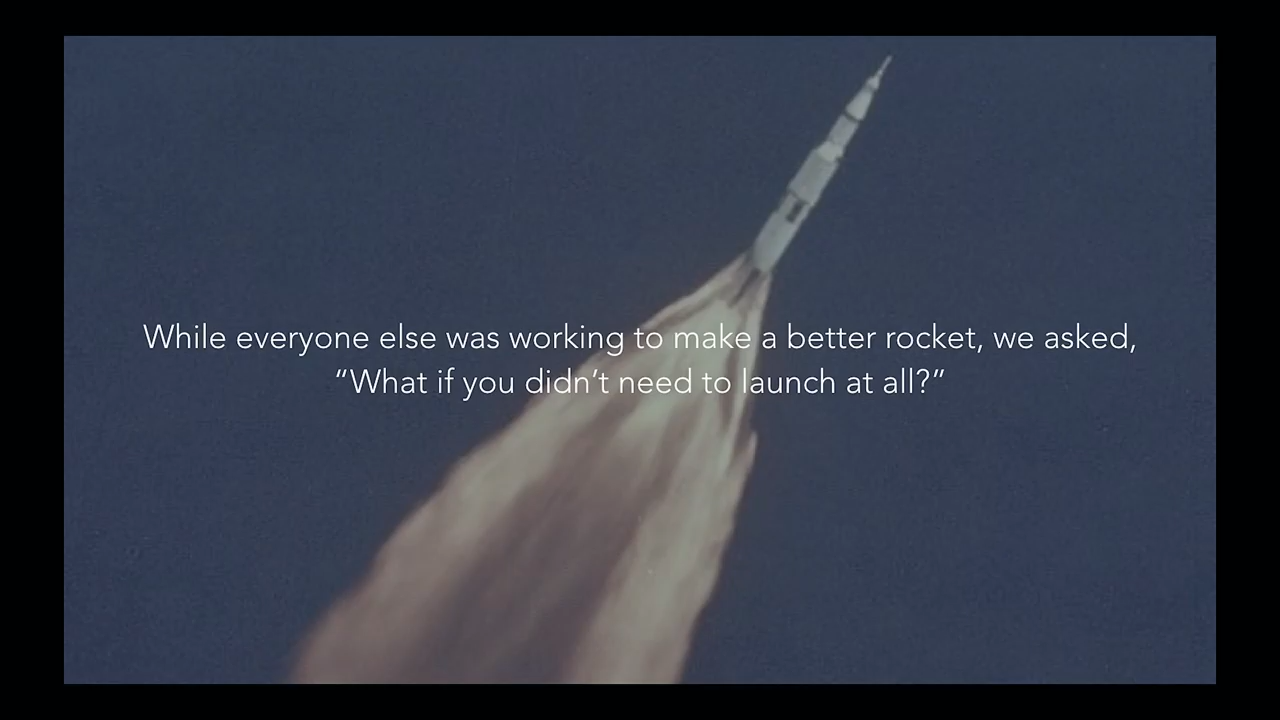 While everyone else was working to make a better rocket, we asked,
“What if you didn’t need to launch at all?”